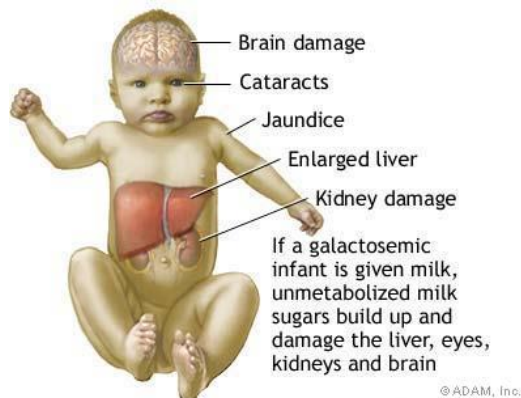 Brain damage
Cataracts
Jaundice
Enlarged liver
Kidney damage
If a galactosemic
infant is given milk,
unmetabolized milk
sugars build up and
damage the liver, eyes,
kidneys and brain
©ADAM, Inc.